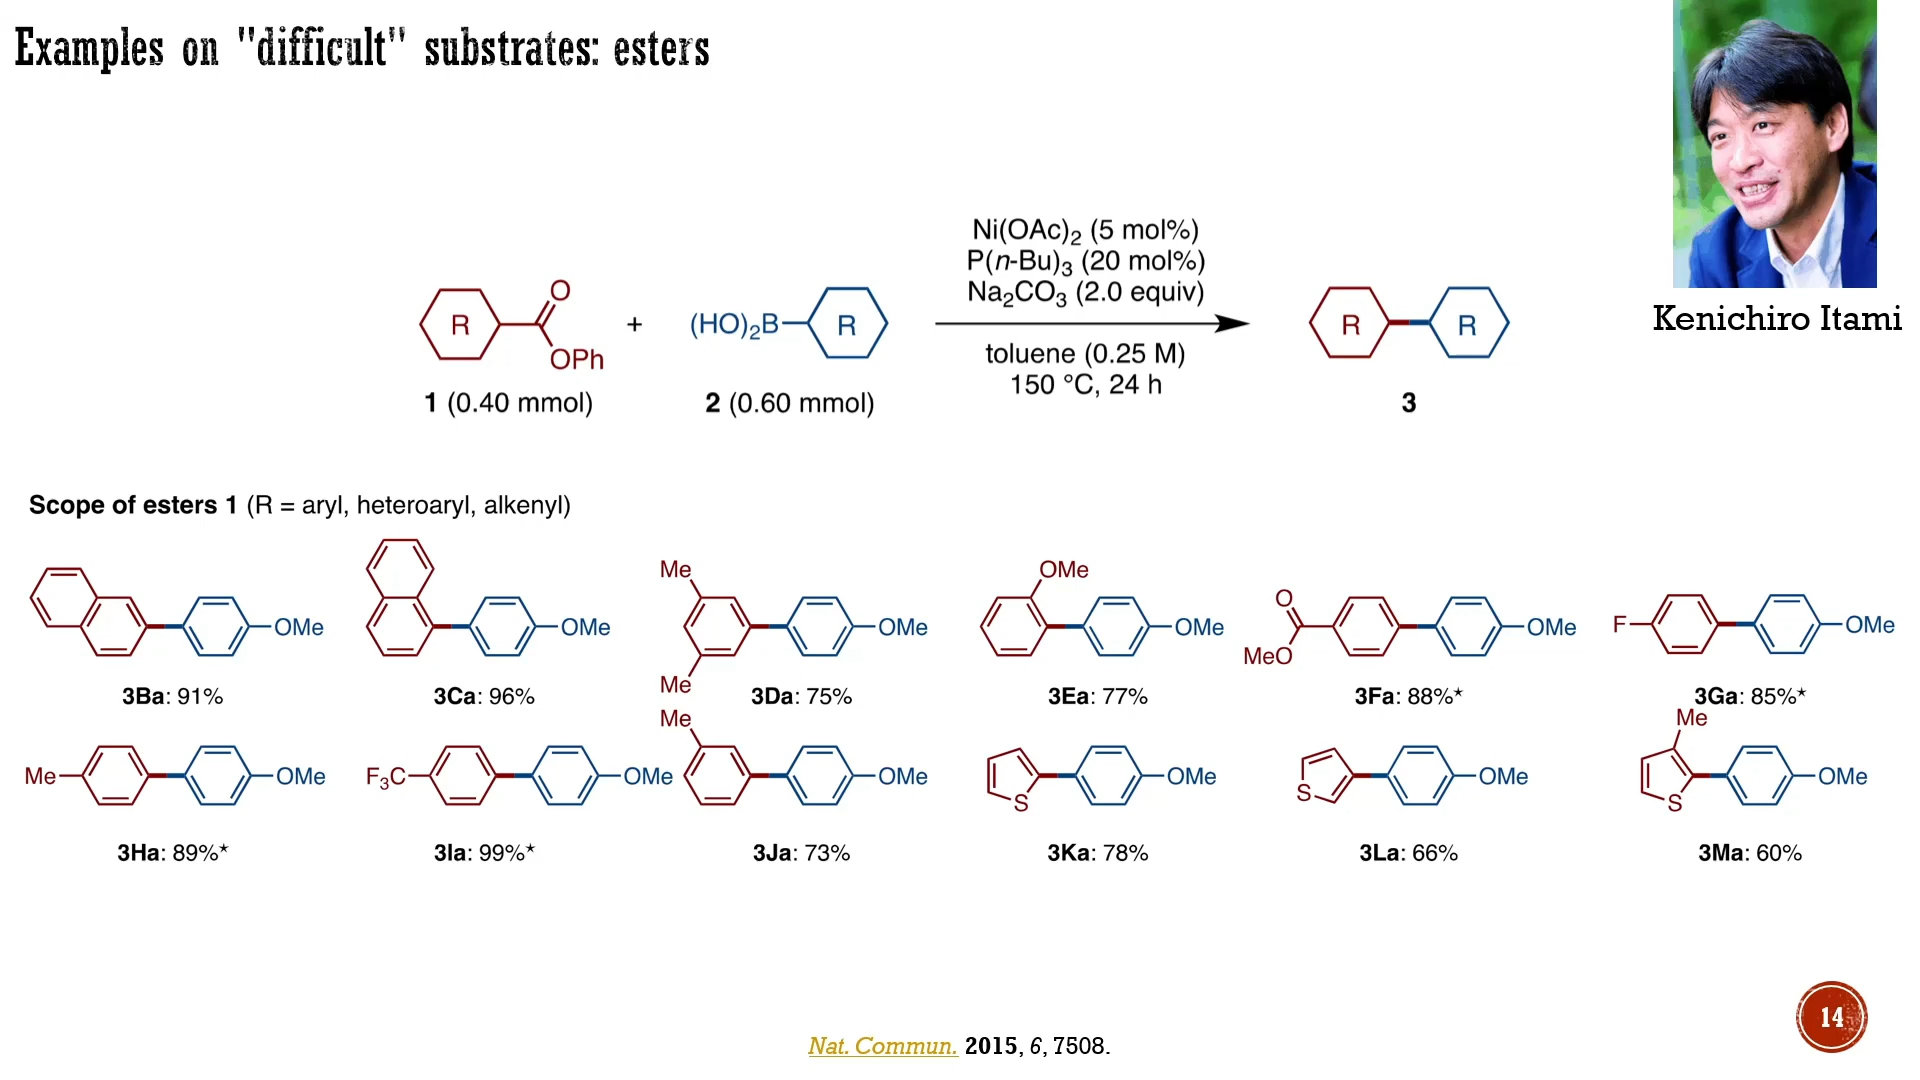 Examples on "difficult" substrates: esters
Kenichiro Itami
Ni(OAc)₂ (5 mol%)
P(n-Bu)₃ (20 mol%)
Na₂CO₃ (2.0 equiv)
R
O
OPh
+
(HO)₂B
R
toluene (0.25 M)
150 °C, 24 h
R
R
1 (0.40 mmol)
2 (0.60 mmol)
3
Scope of esters 1 (R = aryl, heteroaryl, alkenyl)
OMe
3Ba: 91%
OMe
3Ca: 96%
Me
Me
OMe
3Da: 75%
OMe
OMe
3Ea: 77%
O
MeO
OMe
3Fa: 88%*
F
OMe
3Ga: 85%*
Me
OMe
3Ha: 89%*
F₃C
OMe
3Ia: 99%*
Me
OMe
3Ja: 73%
S
OMe
3Ka: 78%
S
OMe
3La: 66%
Me
S
OMe
3Ma: 60%
14
Nat. Commun. 2015, 6, 7508.